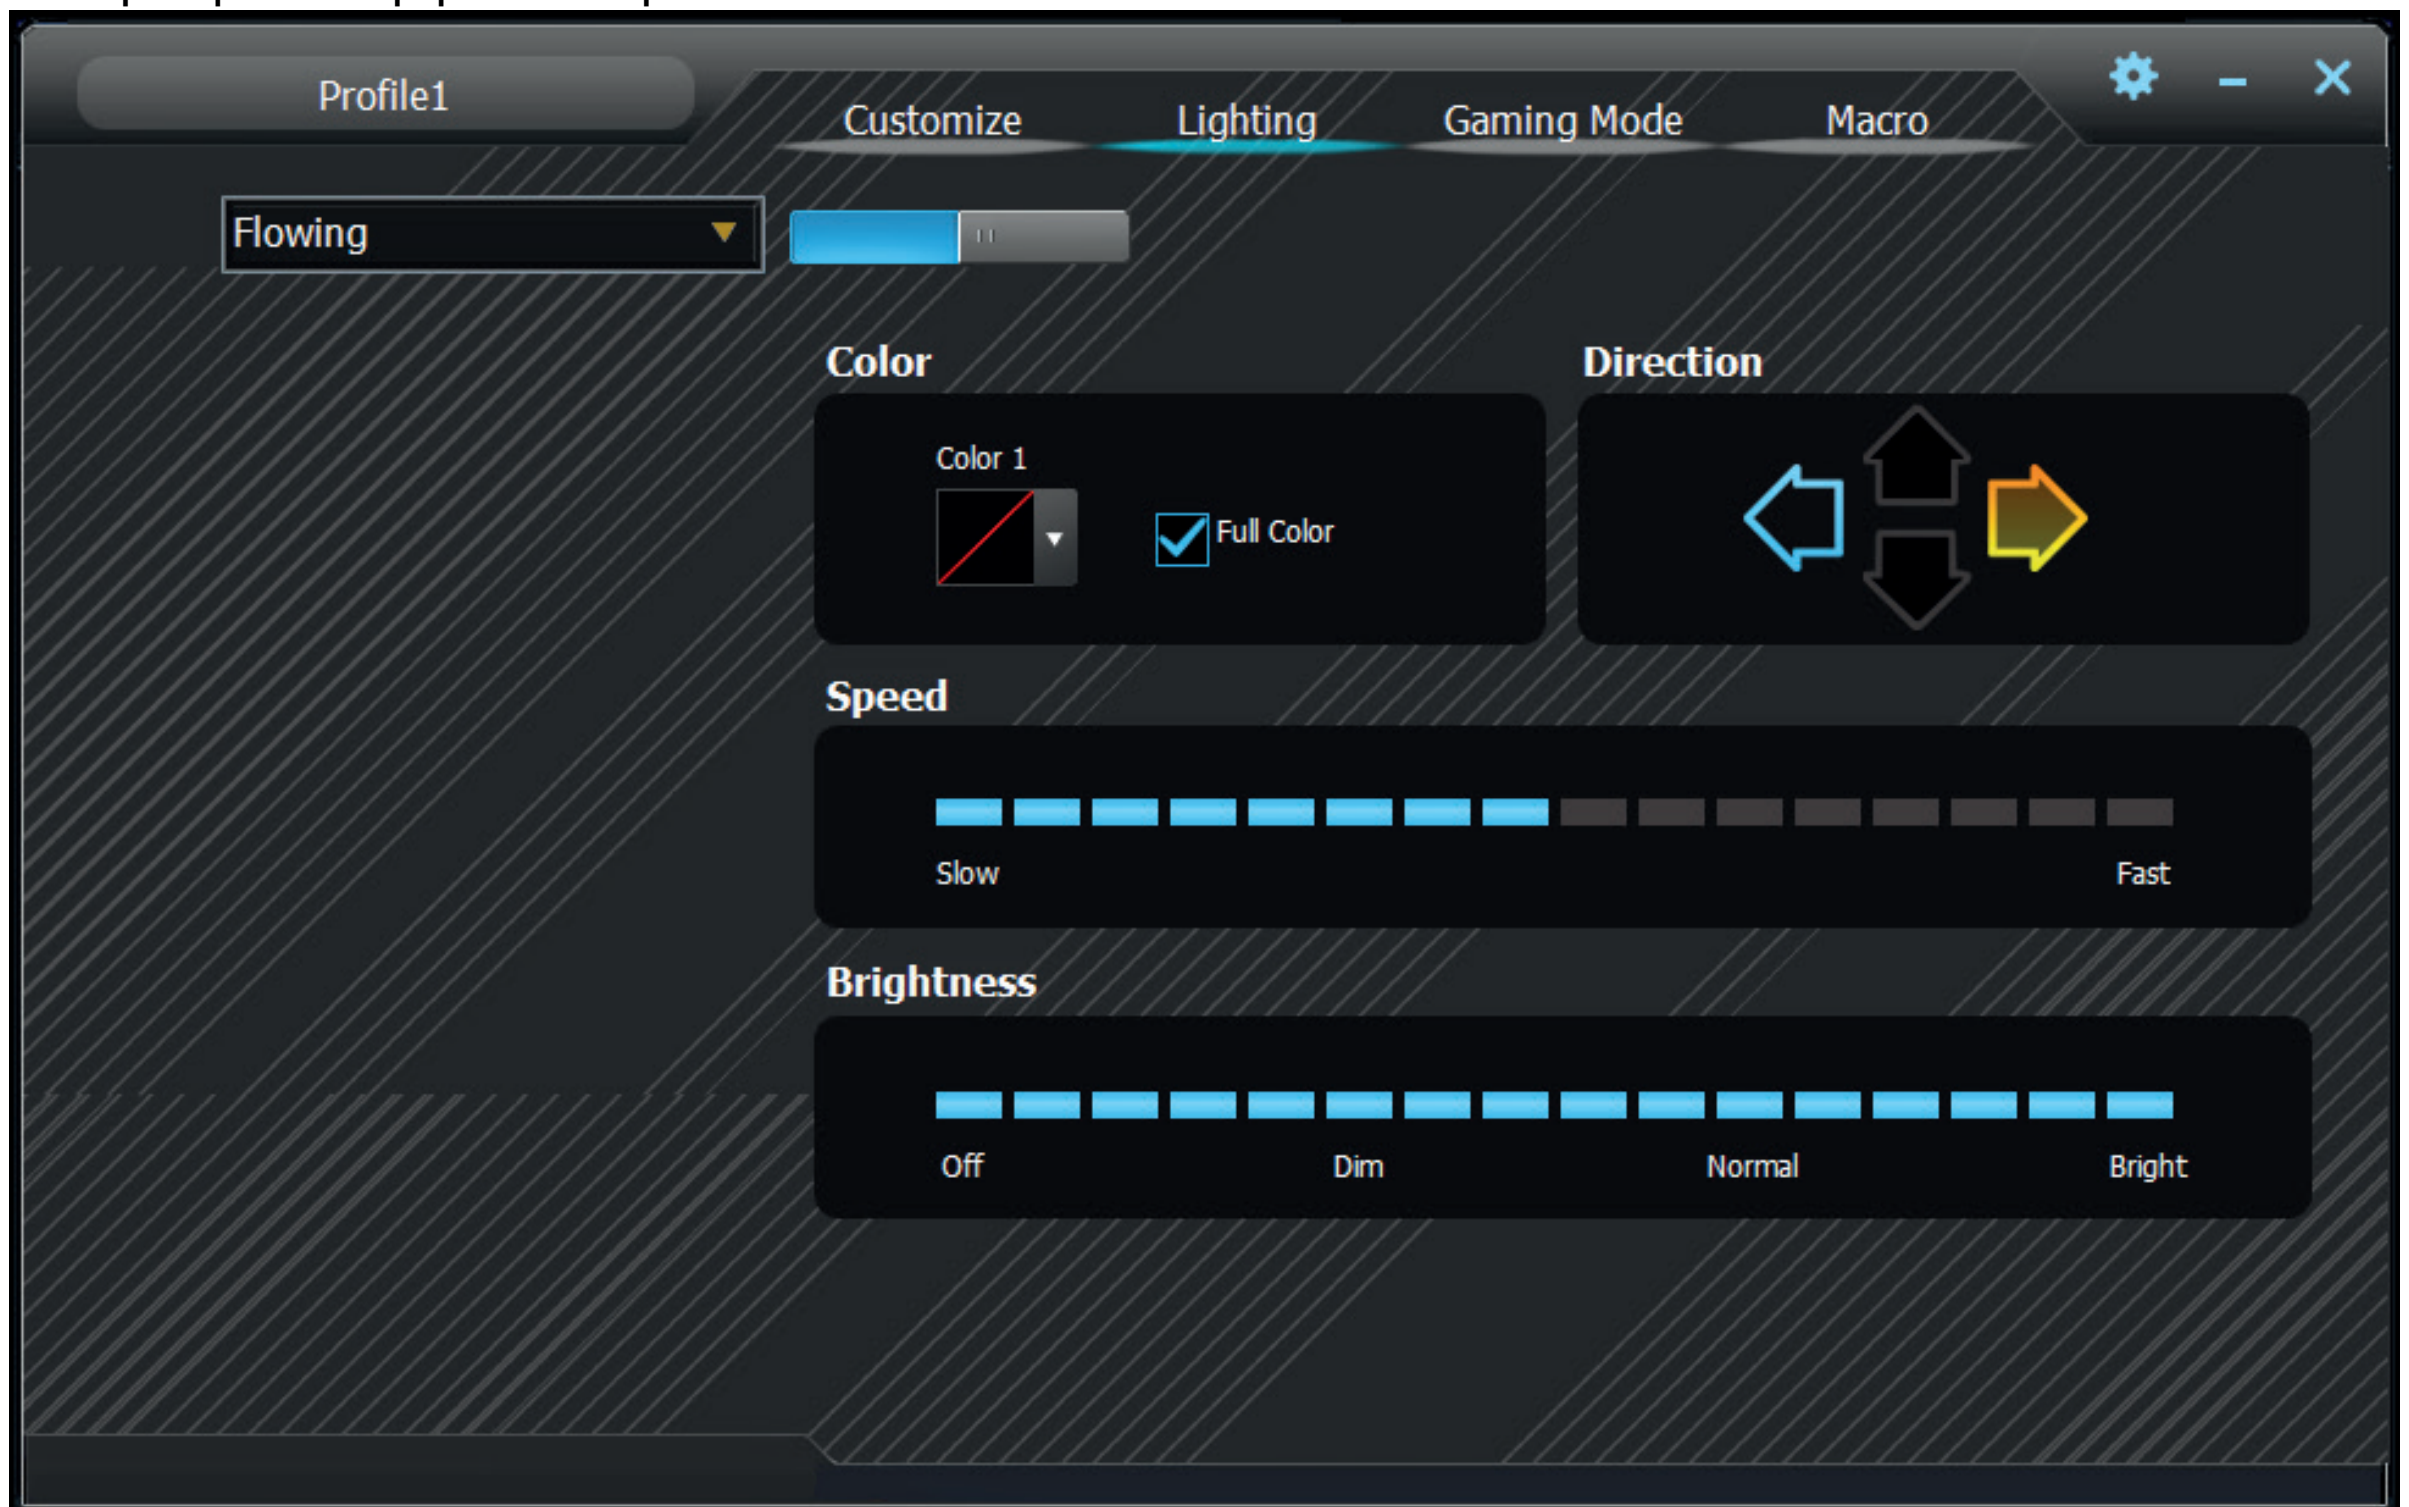 Profile1
Customize
Lighting
Gaming Mode
Macro
Flowing
Color
Direction
Color 1
Full Color
Speed
Slow
Fast
Brightness
Off
Dim
Normal
Bright